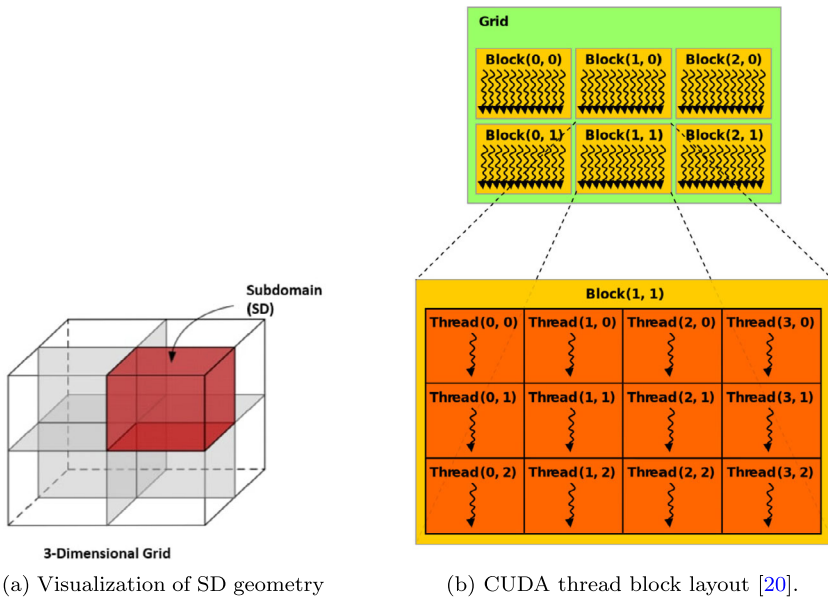 Grid
Block(0, 0) Block(1, 0) Block(2, 0)
Block(0, 1) Block(1, 1) Block(2, 1)
Subdomain
(SD)
3-Dimensional Grid
Block(1, 1)
Thread(0, 0) Thread(1, 0) Thread(2, 0) Thread(3, 0)
Thread(0, 1) Thread(1, 1) Thread(2, 1) Thread(3, 1)
Thread(0, 2) Thread(1, 2) Thread(2, 2) Thread(3, 2)
(a) Visualization of SD geometry
(b) CUDA thread block layout [20].